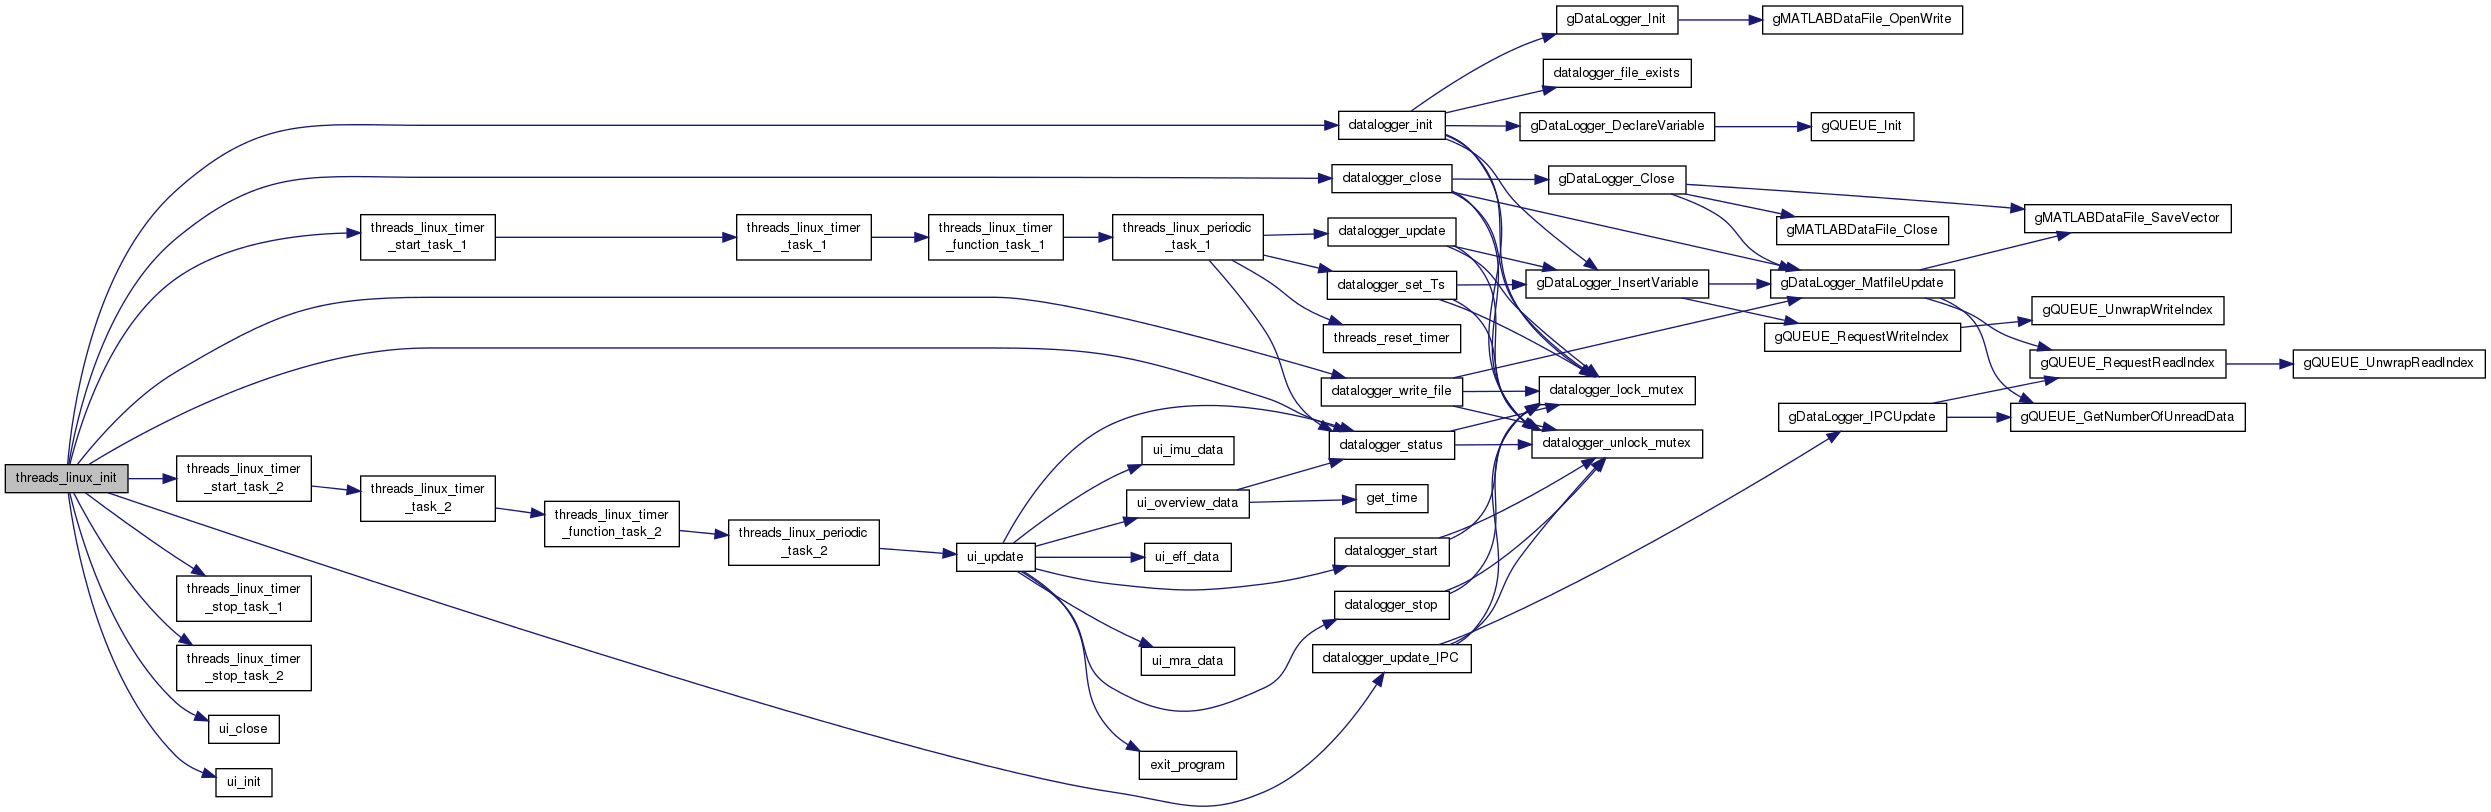 gDataLogger_Init
gMATLABDataFile_OpenWrite
datalogger_file_exists
datalogger_init
gDataLogger_DeclareVariable
gQUEUE_Init
datalogger_close
gDataLogger_Close
gMATLABDataFile_SaveVector
gMATLABDataFile_Close
threads_linux_timer
_start_task_1
threads_linux_timer
_task_1
threads_linux_timer
_function_task_1
threads_linux_periodic
_task_1
datalogger_update
datalogger_set_Ts
gDataLogger_InsertVariable
gDataLogger_MatfileUpdate
gQUEUE_UnwrapWriteIndex
threads_reset_timer
gQUEUE_RequestWriteIndex
gQUEUE_RequestReadIndex
gQUEUE_UnwrapReadIndex
datalogger_write_file
datalogger_lock_mutex
gDataLogger_IPCUpdate
gQUEUE_GetNumberOfUnreadData
datalogger_status
datalogger_unlock_mutex
ui_imu_data
threads_linux_init
threads_linux_timer
_start_task_2
threads_linux_timer
_task_2
threads_linux_timer
_function_task_2
threads_linux_periodic
_task_2
ui_update
ui_overview_data
get_time
ui_eff_data
datalogger_start
threads_linux_timer
_stop_task_1
datalogger_stop
threads_linux_timer
_stop_task_2
ui_mra_data
datalogger_update_IPC
ui_close
exit_program
ui_init